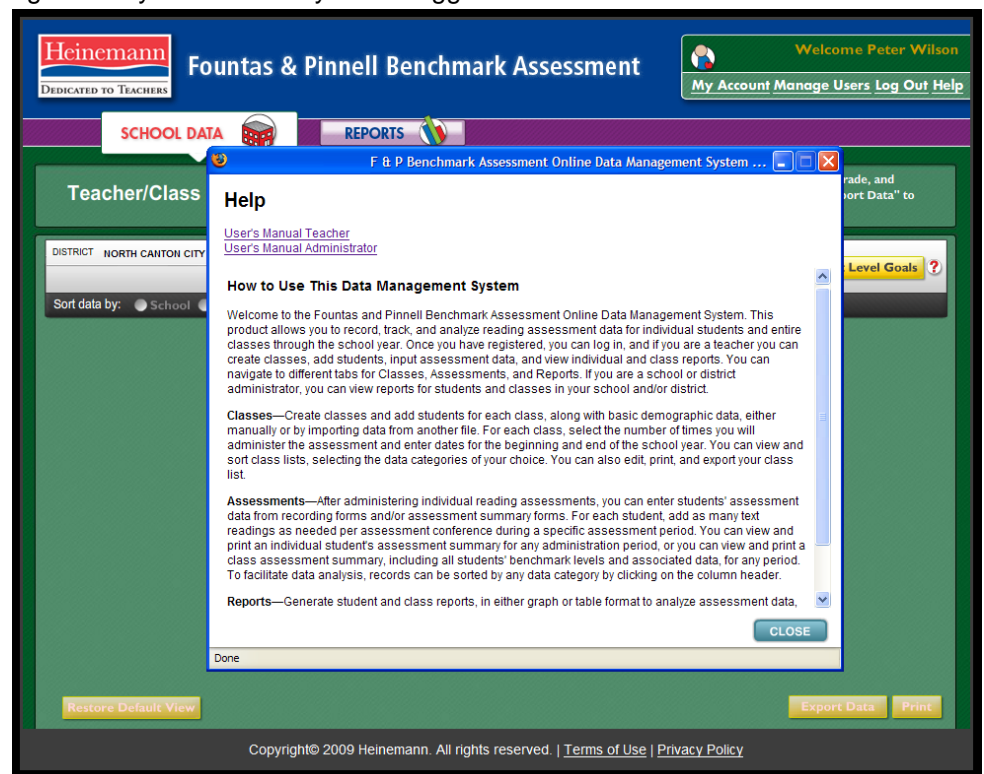 Heinemann
DEDICATED TO TEACHERS
Fountas & Pinnell Benchmark Assessment
Welcome Peter Wilson
My Account Manage Users Log Out Help
SCHOOL DATA
REPORTS
F & P Benchmark Assessment Online Data Management System ...
Teacher/Class
rade, and
port Data" to
Help
User's Manual Teacher
User's Manual Administrator
DISTRICT NORTH CANTON CITY
Level Goals ?
Sort data by: School
How to Use This Data Management System
Welcome to the Fountas and Pinnell Benchmark Assessment Online Data Management System. This
product allows you to record, track, and analyze reading assessment data for individual students and entire
classes through the school year. Once you have registered, you can log in, and if you are a teacher you can
create classes, add students, input assessment data, and view individual and class reports. You can
navigate to different tabs for Classes, Assessments, and Reports. If you are a school or district
administrator, you can view reports for students and classes in your school and/or district.
Classes—Create classes and add students for each class, along with basic demographic data, either
manually or by importing data from another file. For each class, select the number of times you will
administer the assessment and enter dates for the beginning and end of the school year. You can view and
sort class lists, selecting the data categories of your choice. You can also edit, print, and export your class
list.
Assessments—After administering individual reading assessments, you can enter students' assessment
data from recording forms and/or assessment summary forms. For each student, add as many text
readings as needed per assessment conference during a specific assessment period. You can view and
print an individual student's assessment summary for any administration period, or you can view and print a
class assessment summary, including all students' benchmark levels and associated data, for any period.
To facilitate data analysis, records can be sorted by any data category by clicking on the column header.
Reports—Generate student and class reports, in either graph or table format to analyze assessment data,
CLOSE
Done
Restore Default View
Export Data Print
Copyright© 2009 Heinemann. All rights reserved. | Terms of Use | Privacy Policy